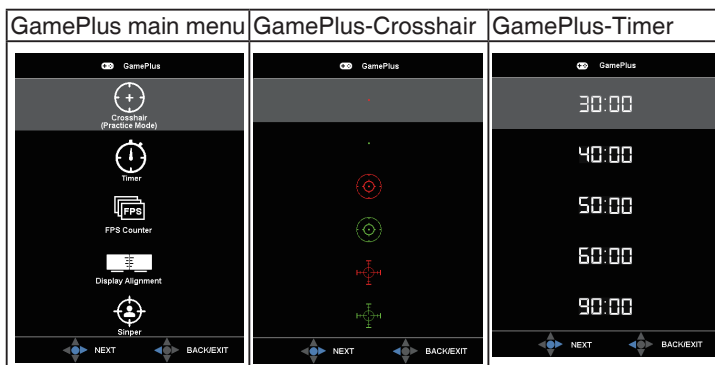 GamePlus main menu
GamePlus-Crosshair
GamePlus-Timer
GamePlus
Crosshair
(Practice Mode)
Timer
FPS
FPS Counter
Display Alignment
Sinper
NEXT BACK/EXIT
GamePlus
NEXT BACK/EXIT
GamePlus
30:00
40:00
50:00
60:00
90:00
NEXT BACK/EXIT